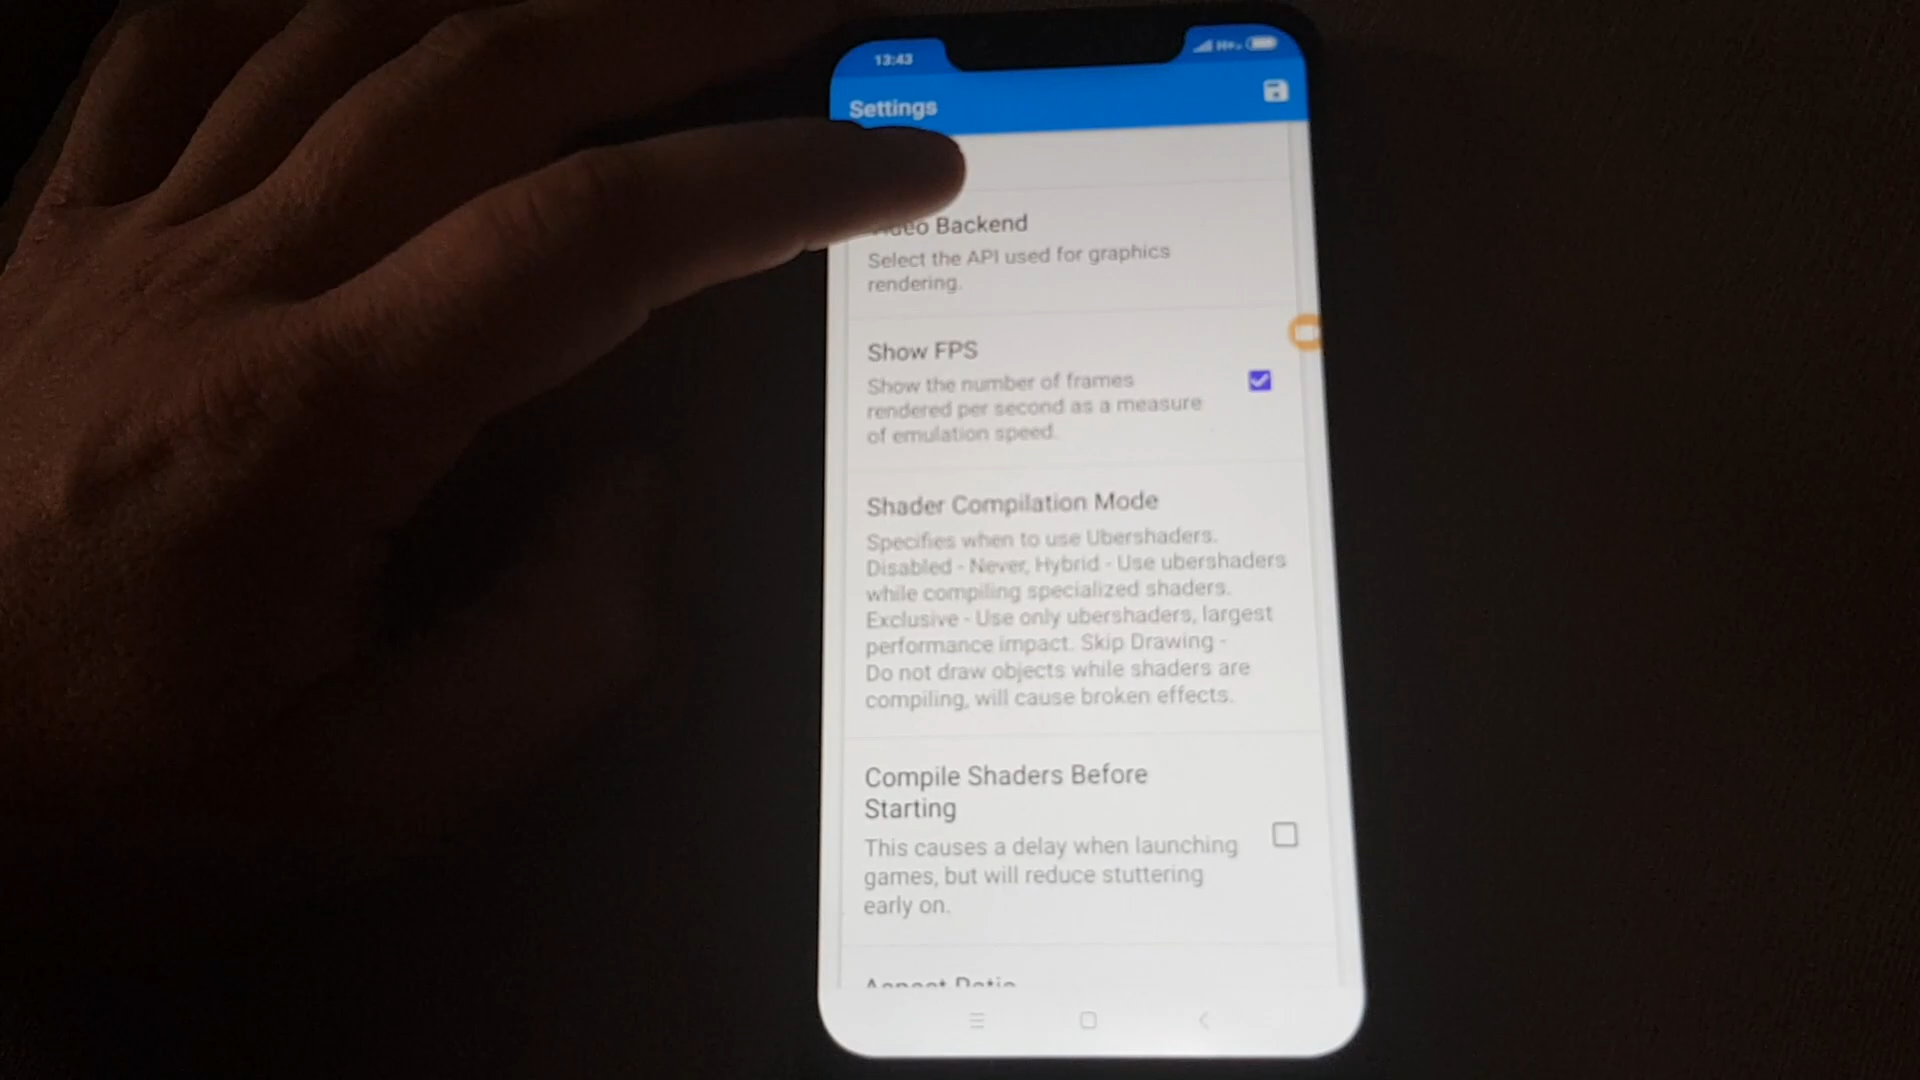 13:43
Settings
Backend
Select the API used for graphics
rendering.
Show FPS
Show the number of frames
rendered per second as a measure
of emulation speed.
Shader Compilation Mode
Specifies when to use Ubershaders.
Disabled - Never, Hybrid - Use ubershaders
while compiling specialized shaders.
Exclusive - Use only ubershaders, largest
performance impact. Skip Drawing -
Do not draw objects while shaders are
compiling, will cause broken effects.
Compile Shaders Before
Starting
This causes a delay when launching
games, but will reduce stuttering
early on.
Aspect Ratio